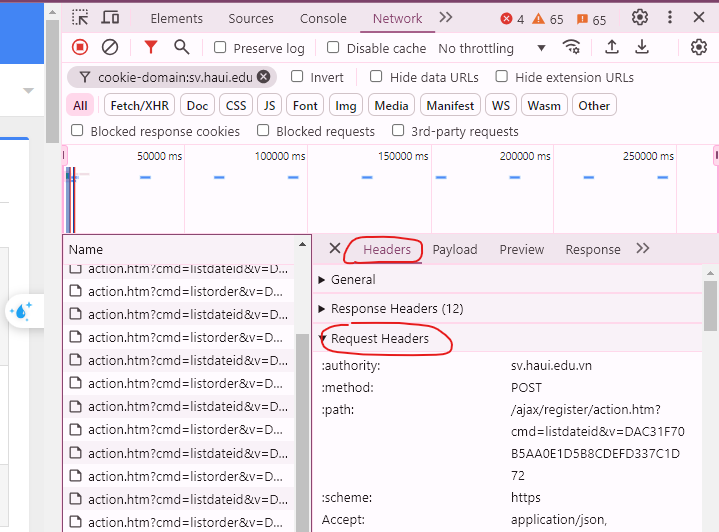 Elements Sources Console Network 4 65 65
Preserve log Disable cache No throttling
cookie-domain:sv.haui.edu Invert Hide data URLs Hide extension URLs
All Fetch/XHR Doc CSS JS Font Img Media Manifest WS Wasm Other
Blocked response cookies Blocked requests 3rd-party requests
50000 ms 100000 ms 150000 ms 200000 ms 250000 ms
Name
action.htm?cmd=listdateid&v=D...
action.htm?cmd=listorder&v=D...
action.htm?cmd=listdateid&v=D...
action.htm?cmd=listorder&v=D...
action.htm?cmd=listdateid&v=D...
action.htm?cmd=listorder&v=D...
action.htm?cmd=listdateid&v=D...
action.htm?cmd=listorder&v=D...
action.htm?cmd=listdateid&v=D...
action.htm?cmd=listorder&v=D...
action.htm?cmd=listdateid&v=D...
action.htm?cmd=listorder&v=D...
Headers Payload Preview Response
General
Response Headers (12)
Request Headers
:authority: sv.haui.edu.vn
:method: POST
:path: /ajax/register/action.htm?
cmd=listdateid&v=DAC31F70
B5AA0E1D5B8CDEFD337C1D
72
:scheme: https
Accept: application/json,